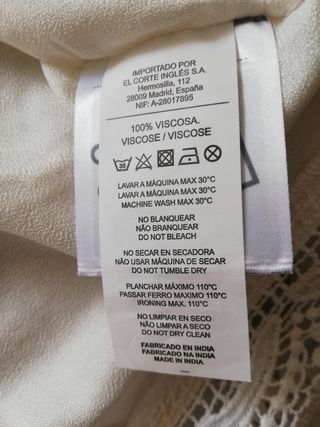 IMPORTADO POR
EL CORTE INGLÉS S.A.
Hermosilla, 112
28009 Madrid, España
NIF: A-28017895
100% VISCOSA.
VISCOSE / VISCOSE
30
LAVAR A MÁQUINA MAX 30°C
LAVAR A MÁQUINA MAX 30°C
MACHINE WASH MAX 30°C
NO BLANQUEAR
NÃO BRANQUEAR
DO NOT BLEACH
NO SECAR EN SECADORA
NÃO USAR MÁQUINA DE SECAR
DO NOT TUMBLE DRY
PLANCHAR MÁXIMO 110°C
PASSAR FERRO MAXIMO 110°C
IRONING MAX. 110°C
NO LIMPIAR EN SECO
NÃO LIMPAR A SECO
DO NOT DRY CLEAN
FABRICADO EN INDIA
FABRICADO NA INDIA
MADE IN INDIA